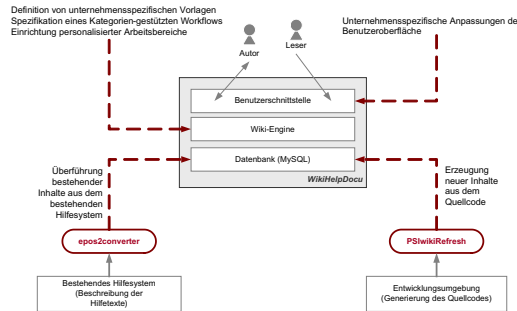 Definition von unternehmensspezifischen Vorlagen
Spezifikation eines Kategorien-gestützten Workflows
Einrichtung personalisierter Arbeitsbereiche
Unternehmensspezifische Anpassungen de
Benutzeroberfläche
Autor
Leser
Benutzerschnittstelle
Wiki-Engine
Datenbank (MySQL)
WikiHelpDocu
Überführung
bestehender
Inhalte aus dem
bestehenden
Hilfesystem
Erzeugung
neuer Inhalte
aus dem
Quellcode
epos2converter
PSIwikiRefresh
Bestehendes Hilfesystem
(Beschreibung der
Hilfetexte)
Entwicklungsumgebung
(Generierung des Quellcodes)